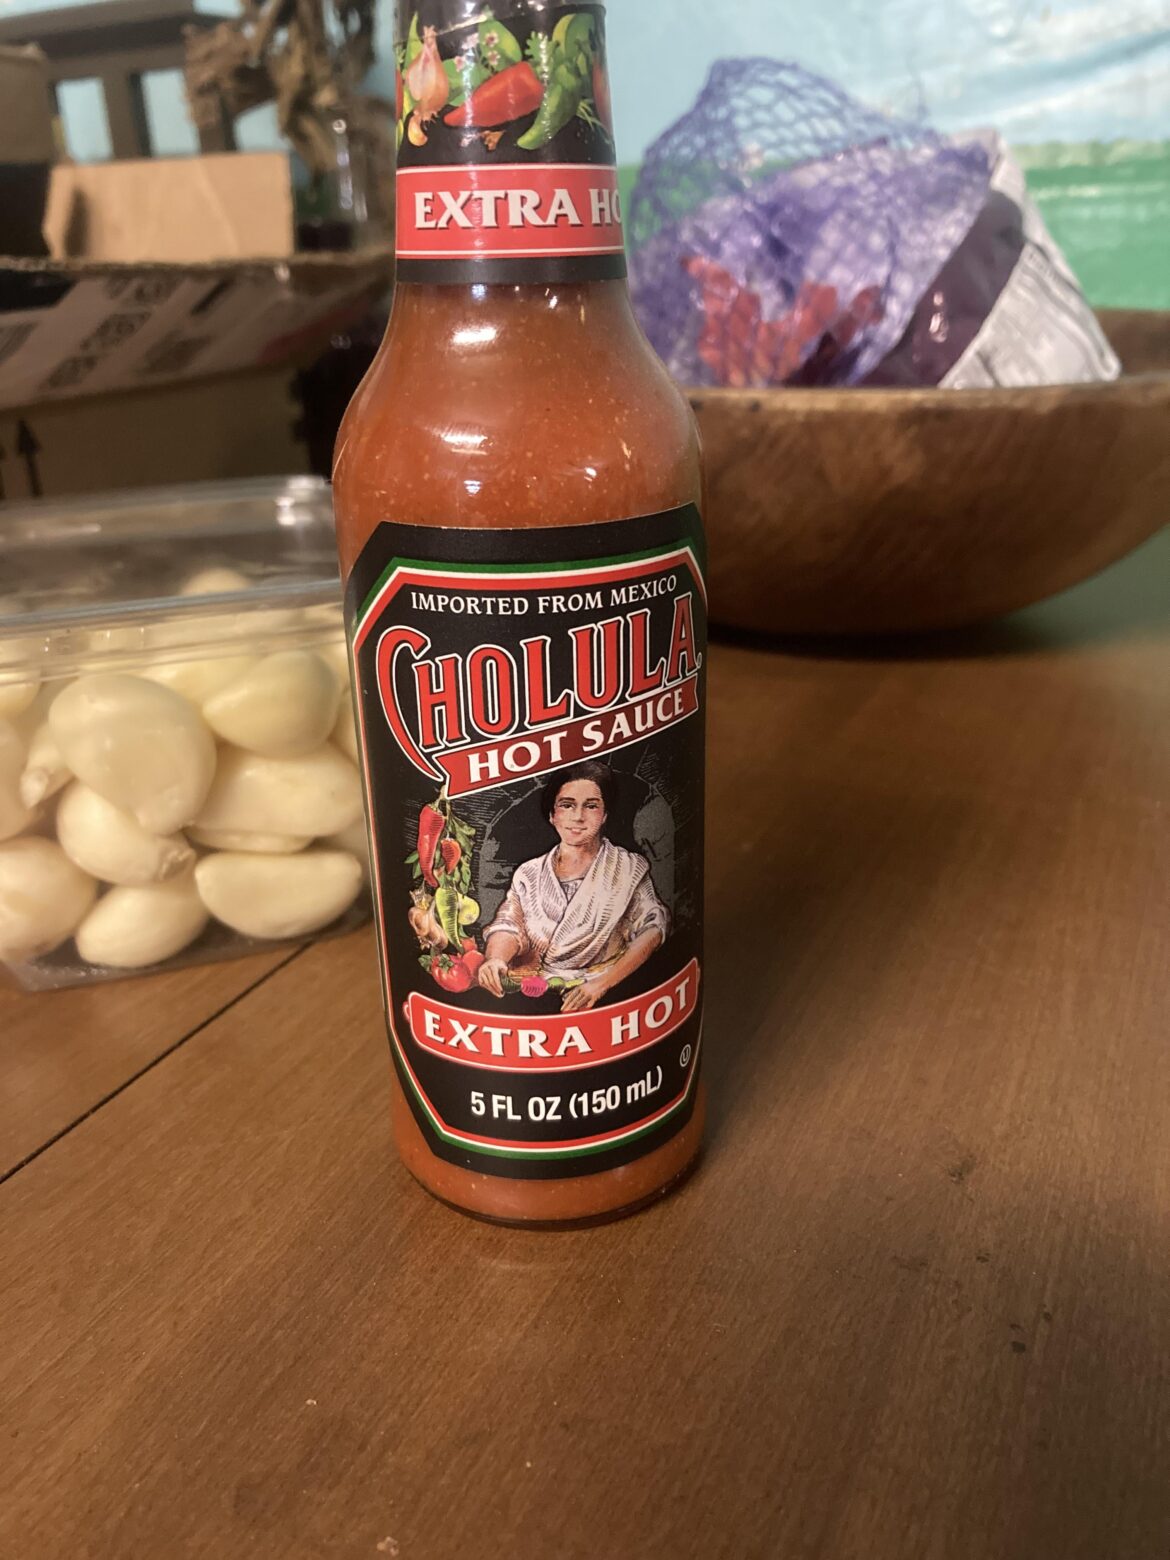 EXTRA HO
IMPORTED FROM MEXICO
CHOLULA
HOT SAUCE
EXTRA HOT
U
5 FL OZ (150 mL)